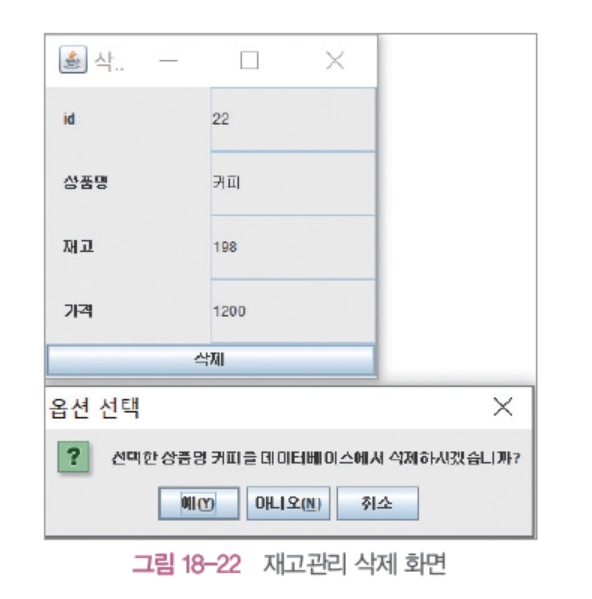 삭..
id 22
상품명 커피
재고 198
가격 1200
삭제
옵션 선택
? 선택한 상품명 커피을 데이터베이스에서 삭제하시겠습니까?
예(Y) 아니오(N) 취소
그림 18-22 재고관리 삭제 화면